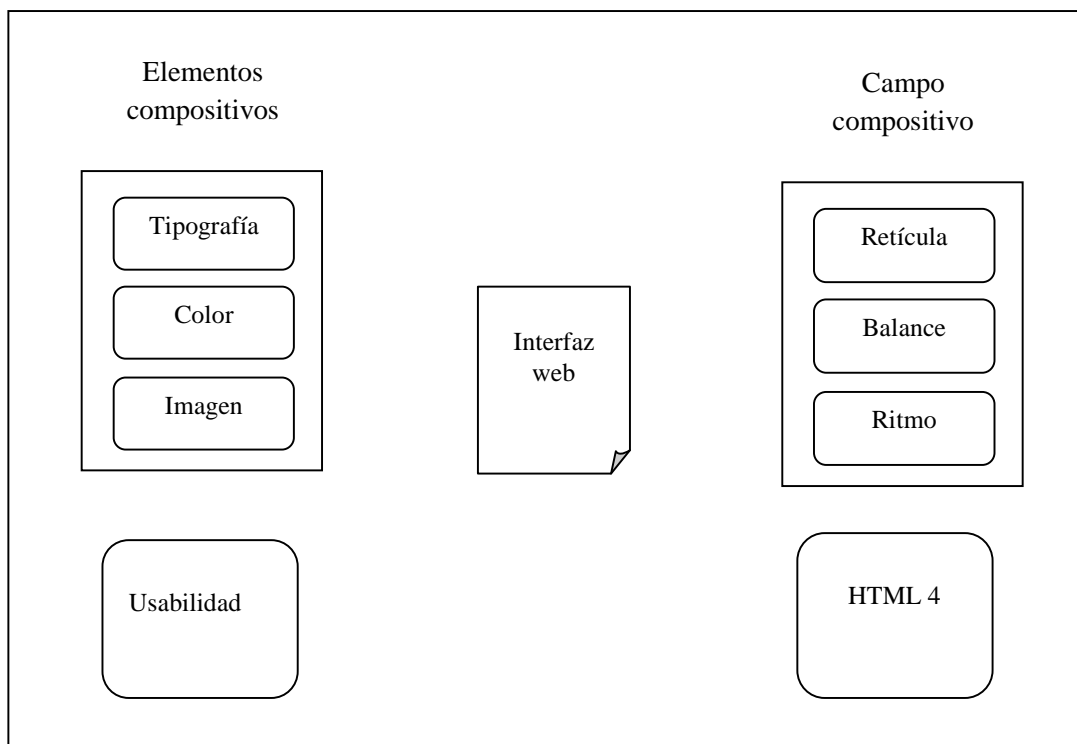 Elementos
compositivos
Tipografía
Color
Imagen
Usabilidad
Interfaz
web
Campo
compositivo
Retícula
Balance
Ritmo
HTML 4